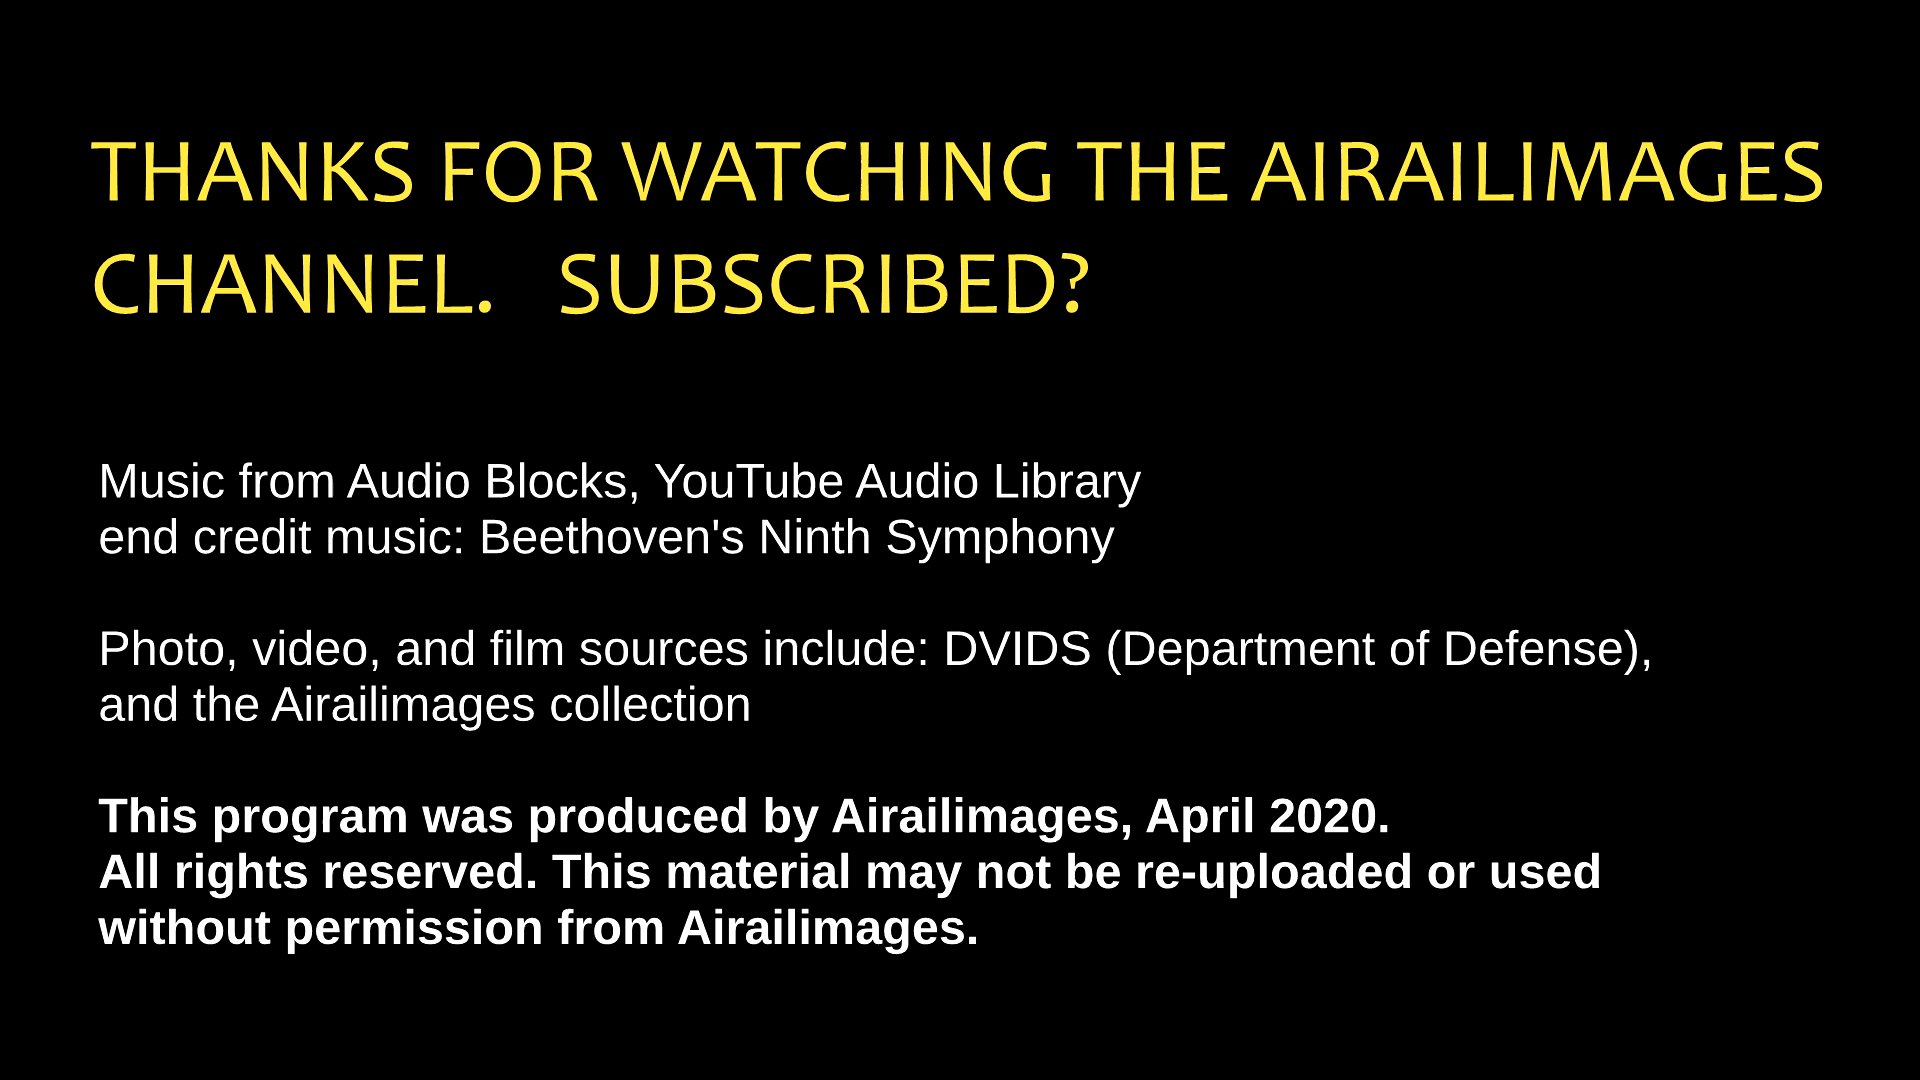 THANKS FOR WATCHING THE AIRAILIMAGES
CHANNEL.   SUBSCRIBED?
Music from Audio Blocks, YouTube Audio Library
end credit music: Beethoven's Ninth Symphony
Photo, video, and film sources include: DVIDS (Department of Defense),
and the Airailimages collection
This program was produced by Airailimages, April 2020.
All rights reserved. This material may not be re-uploaded or used
without permission from Airailimages.